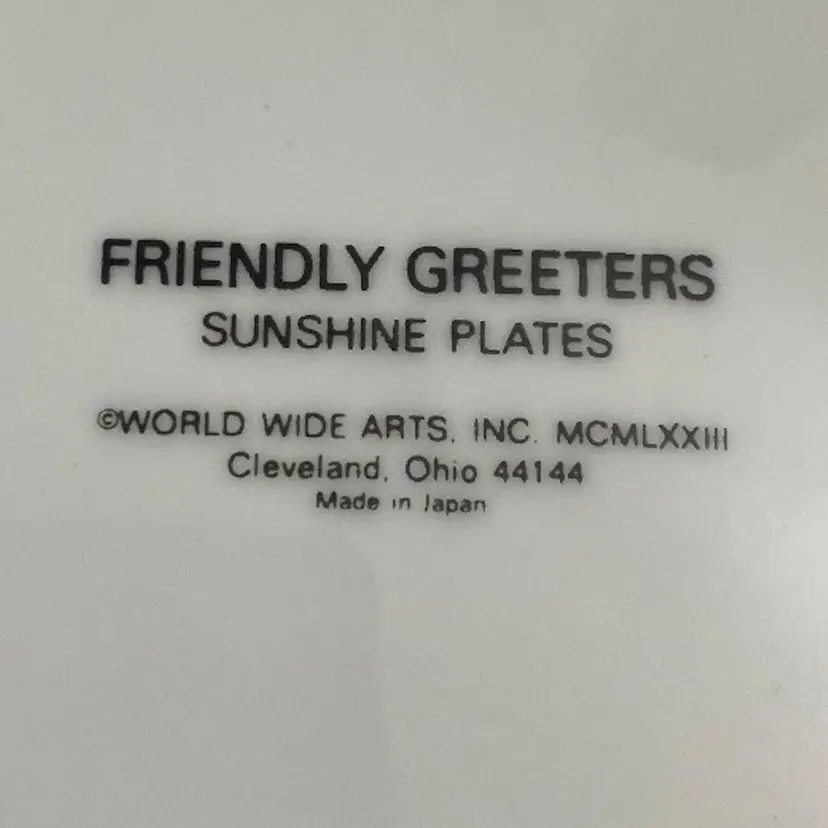 FRIENDLY GREETERS
SUNSHINE PLATES
©WORLD WIDE ARTS, INC. MCMLXXIII
Cleveland, Ohio 44144
Made in Japan